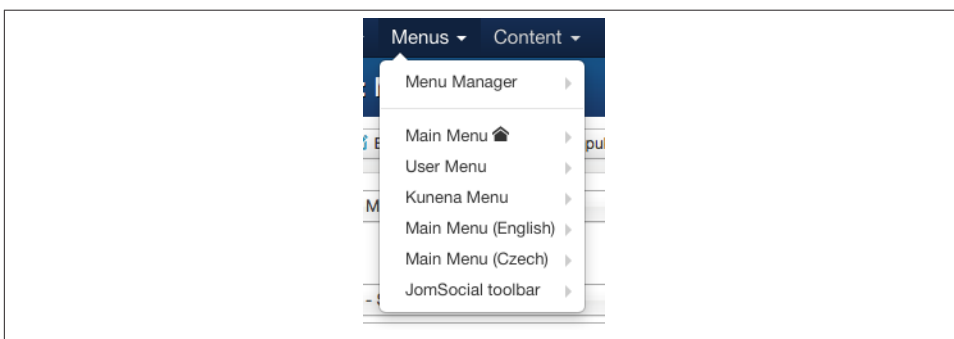 Menus Content
Menu Manager
Main Menu
User Menu
Kunena Menu
Main Menu (English)
Main Menu (Czech)
JomSocial toolbar